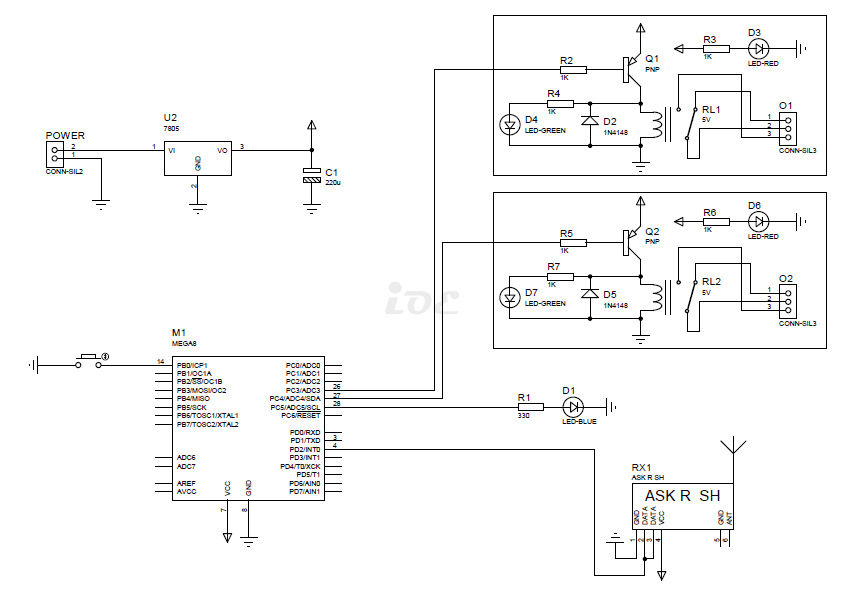 POWER
2
1
CONN-SIL2
U2
7805
1
VI
VO
3
GND
2
C1
220u
R2
1K
Q1
PNP
R3
1K
D3
LED-RED
R4
1K
D4
LED-GREEN
D2
1N4148
RL1
5V
O1
1
2
3
CONN-SIL3
R5
1K
Q2
PNP
R6
1K
D6
LED-RED
R7
1K
D7
LED-GREEN
D5
1N4148
RL2
5V
O2
1
2
3
CONN-SIL3
ioe
M1
MEGA8
14
PB0/ICP1
PB1/OC1A
PB2/SS/OC1B
PB3/MOSI/OC2
PB4/MISO
PB5/SCK
PB6/TOSC1/XTAL1
PB7/TOSC2/XTAL2
ADC6
ADC7
AREF
AVCC
PC0/ADC0
PC1/ADC1
PC2/ADC2
PC3/ADC3
26
PC4/ADC4/SDA
27
PC5/ADC5/SCL
28
PC6/RESET
PD0/RXD
PD1/TXD
3
PD2/INT0
4
PD3/INT1
PD4/T0/XCK
PD5/T1
PD6/AIN0
PD7/AIN1
VCC
GND
7
8
R1
330
D1
LED-BLUE
RX1
ASK R SH
ASK R SH
GND
DATA
DATA
VCC
GND
ANT
1
2
3
4
5
6